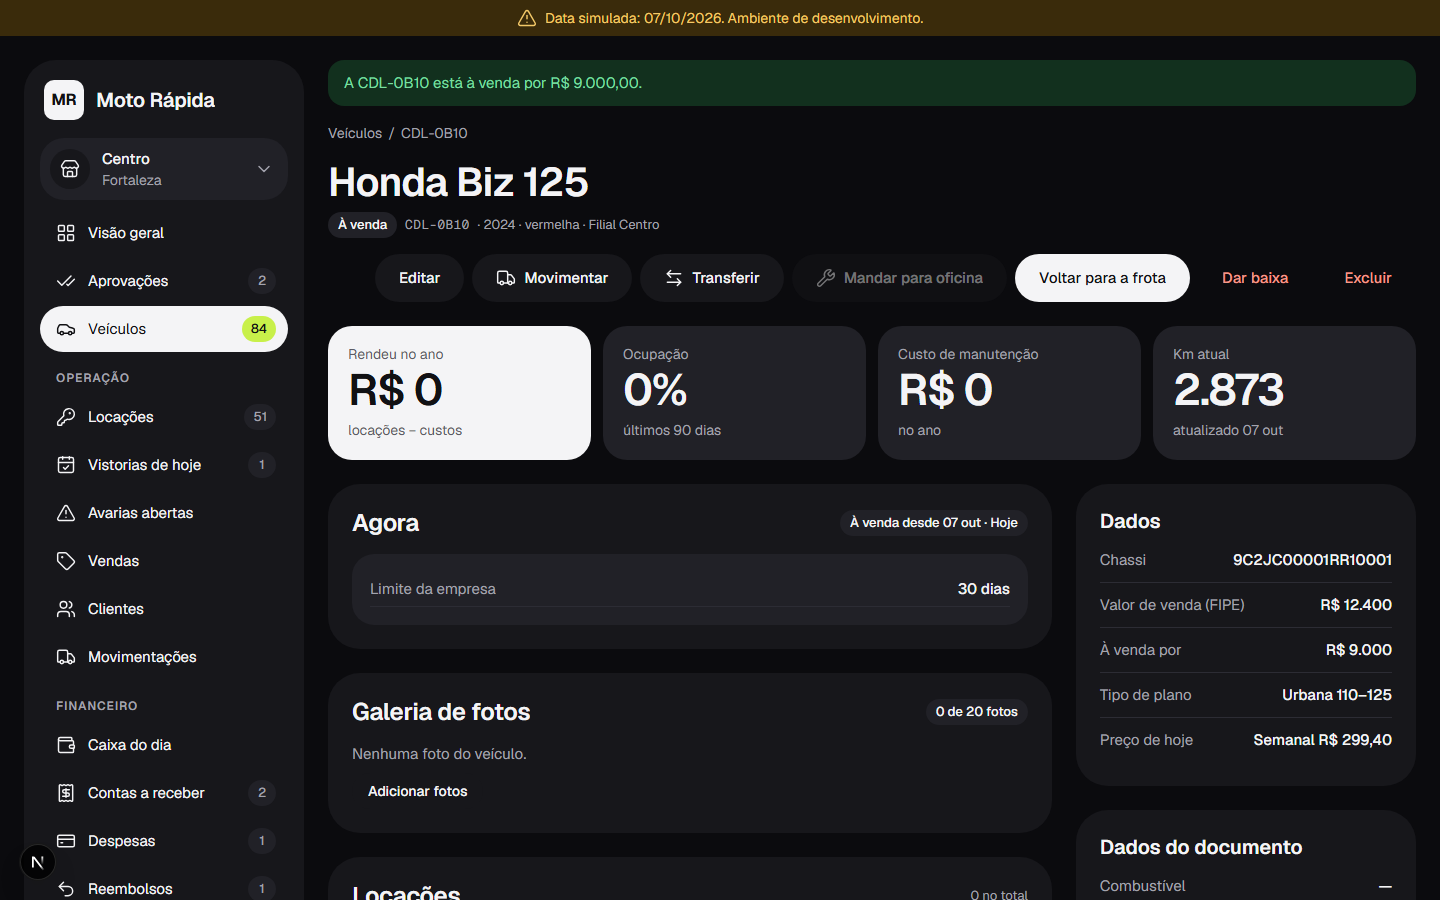 Data simulada: 07/10/2026. Ambiente de desenvolvimento.
MR
Moto Rápida
Centro
Fortaleza
Visão geral
Aprovações
2
Veículos
84
OPERAÇÃO
Locações
51
Vistorias de hoje
1
Avarias abertas
Vendas
Clientes
Movimentações
FINANCEIRO
Caixa do dia
Contas a receber
2
Despesas
1
Reembolsos
1
N
A CDL-0B10 está à venda por R$ 9.000,00.
Veículos / CDL-0B10
Honda Biz 125
À venda
CDL-0B10 · 2024 · vermelha · Filial Centro
Editar
Movimentar
Transferir
Mandar para oficina
Voltar para a frota
Dar baixa
Excluir
Rendeu no ano
R$ 0
locações – custos
Ocupação
0%
últimos 90 dias
Custo de manutenção
R$ 0
no ano
Km atual
2.873
atualizado 07 out
Agora
À venda desde 07 out · Hoje
Limite da empresa
30 dias
Galeria de fotos
0 de 20 fotos
Nenhuma foto do veículo.
Adicionar fotos
Locações
0 no total
Dados
Chassi
9C2JC00001RR10001
Valor de venda (FIPE)
R$ 12.400
À venda por
R$ 9.000
Tipo de plano
Urbana 110–125
Preço de hoje
Semanal R$ 299,40
Dados do documento
Combustível
—